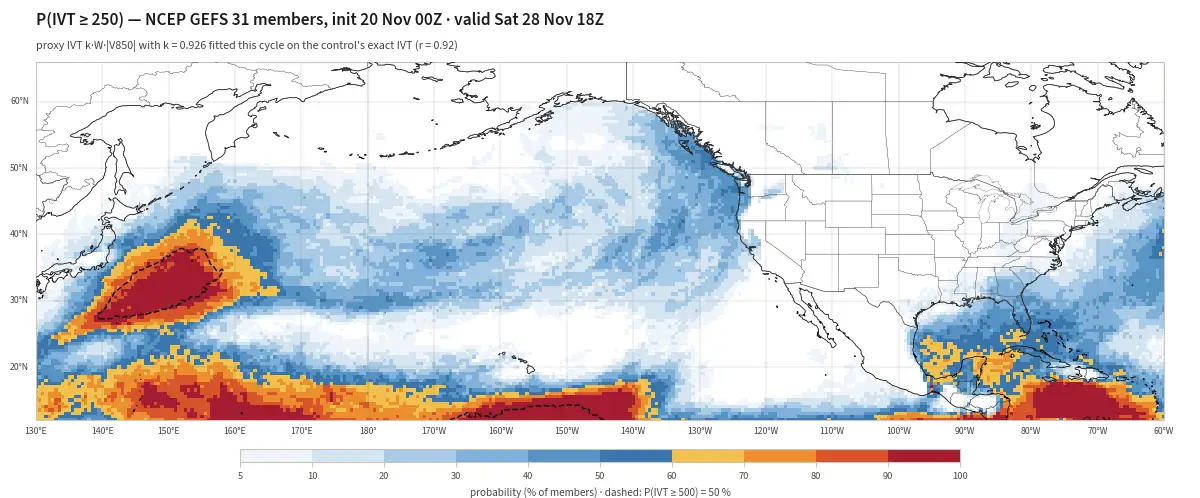 P(IVT ≥ 250) — NCEP GEFS 31 members, init 20 Nov 00Z · valid Sat 28 Nov 18Z
proxy IVT k·W·|V850| with k = 0.926 fitted this cycle on the control's exact IVT (r = 0.92)
60°N
50°N
40°N
30°N
20°N
130°E 140°E 150°E 160°E 170°E 180° 170°W 160°W 150°W 140°W 130°W 120°W 110°W 100°W 90°W 80°W 70°W 60°W
5 10 20 30 40 50 60 70 80 90 100
probability (% of members) · dashed: P(IVT ≥ 500) = 50 %